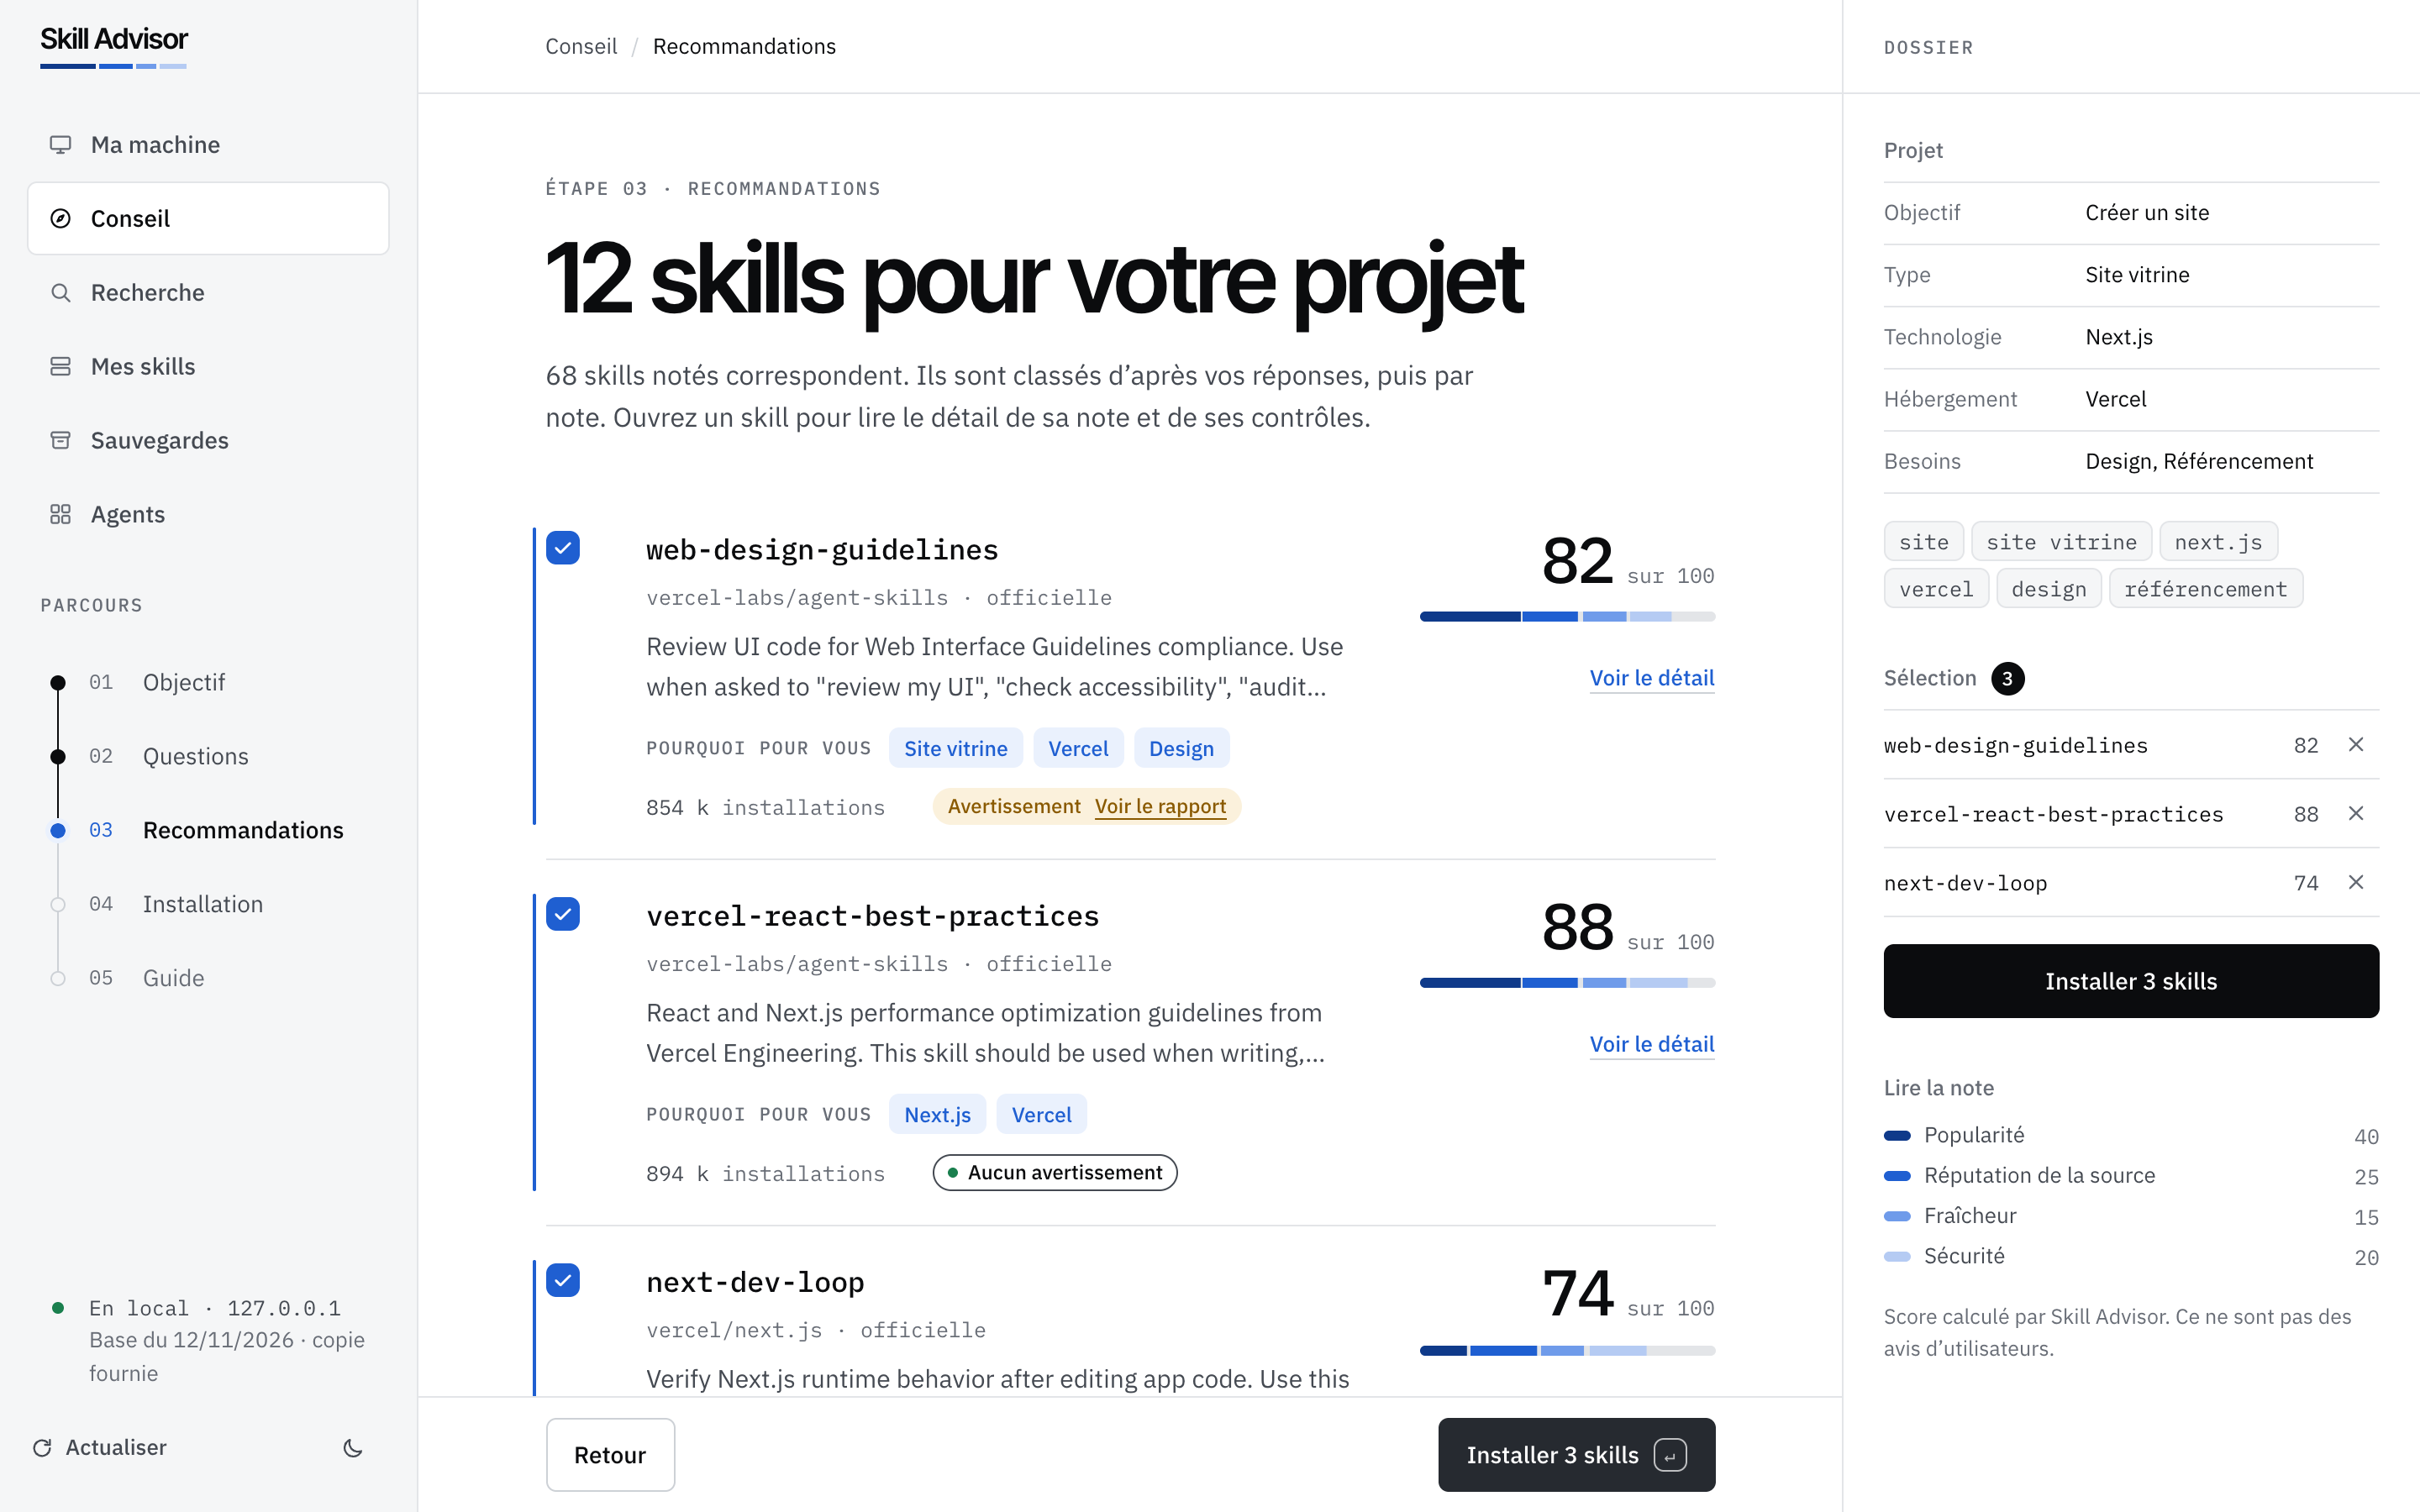 Skill Advisor
Ma machine
Conseil
Recherche
Mes skills
Sauvegardes
Agents
PARCOURS
01 Objectif
02 Questions
03 Recommandations
04 Installation
05 Guide
En local · 127.0.0.1
Base du 12/11/2026 · copie
fournie
Actualiser
Conseil / Recommandations
ÉTAPE 03 · RECOMMANDATIONS
12 skills pour votre projet
68 skills notés correspondent. Ils sont classés d’après vos réponses, puis par
note. Ouvrez un skill pour lire le détail de sa note et de ses contrôles.
web-design-guidelines
82 sur 100
vercel-labs/agent-skills · officielle
Review UI code for Web Interface Guidelines compliance. Use
when asked to "review my UI", "check accessibility", "audit...
Voir le détail
POURQUOI POUR VOUS Site vitrine Vercel Design
854 k installations Avertissement Voir le rapport
vercel-react-best-practices
88 sur 100
vercel-labs/agent-skills · officielle
React and Next.js performance optimization guidelines from
Vercel Engineering. This skill should be used when writing,...
Voir le détail
POURQUOI POUR VOUS Next.js Vercel
894 k installations Aucun avertissement
next-dev-loop
74 sur 100
vercel/next.js · officielle
Verify Next.js runtime behavior after editing app code. Use this
Retour
Installer 3 skills ↵
DOSSIER
Projet
Objectif Créer un site
Type Site vitrine
Technologie Next.js
Hébergement Vercel
Besoins Design, Référencement
site site vitrine next.js
vercel design référencement
Sélection 3
web-design-guidelines 82
vercel-react-best-practices 88
next-dev-loop 74
Installer 3 skills
Lire la note
Popularité 40
Réputation de la source 25
Fraîcheur 15
Sécurité 20
Score calculé par Skill Advisor. Ce ne sont pas des
avis d’utilisateurs.